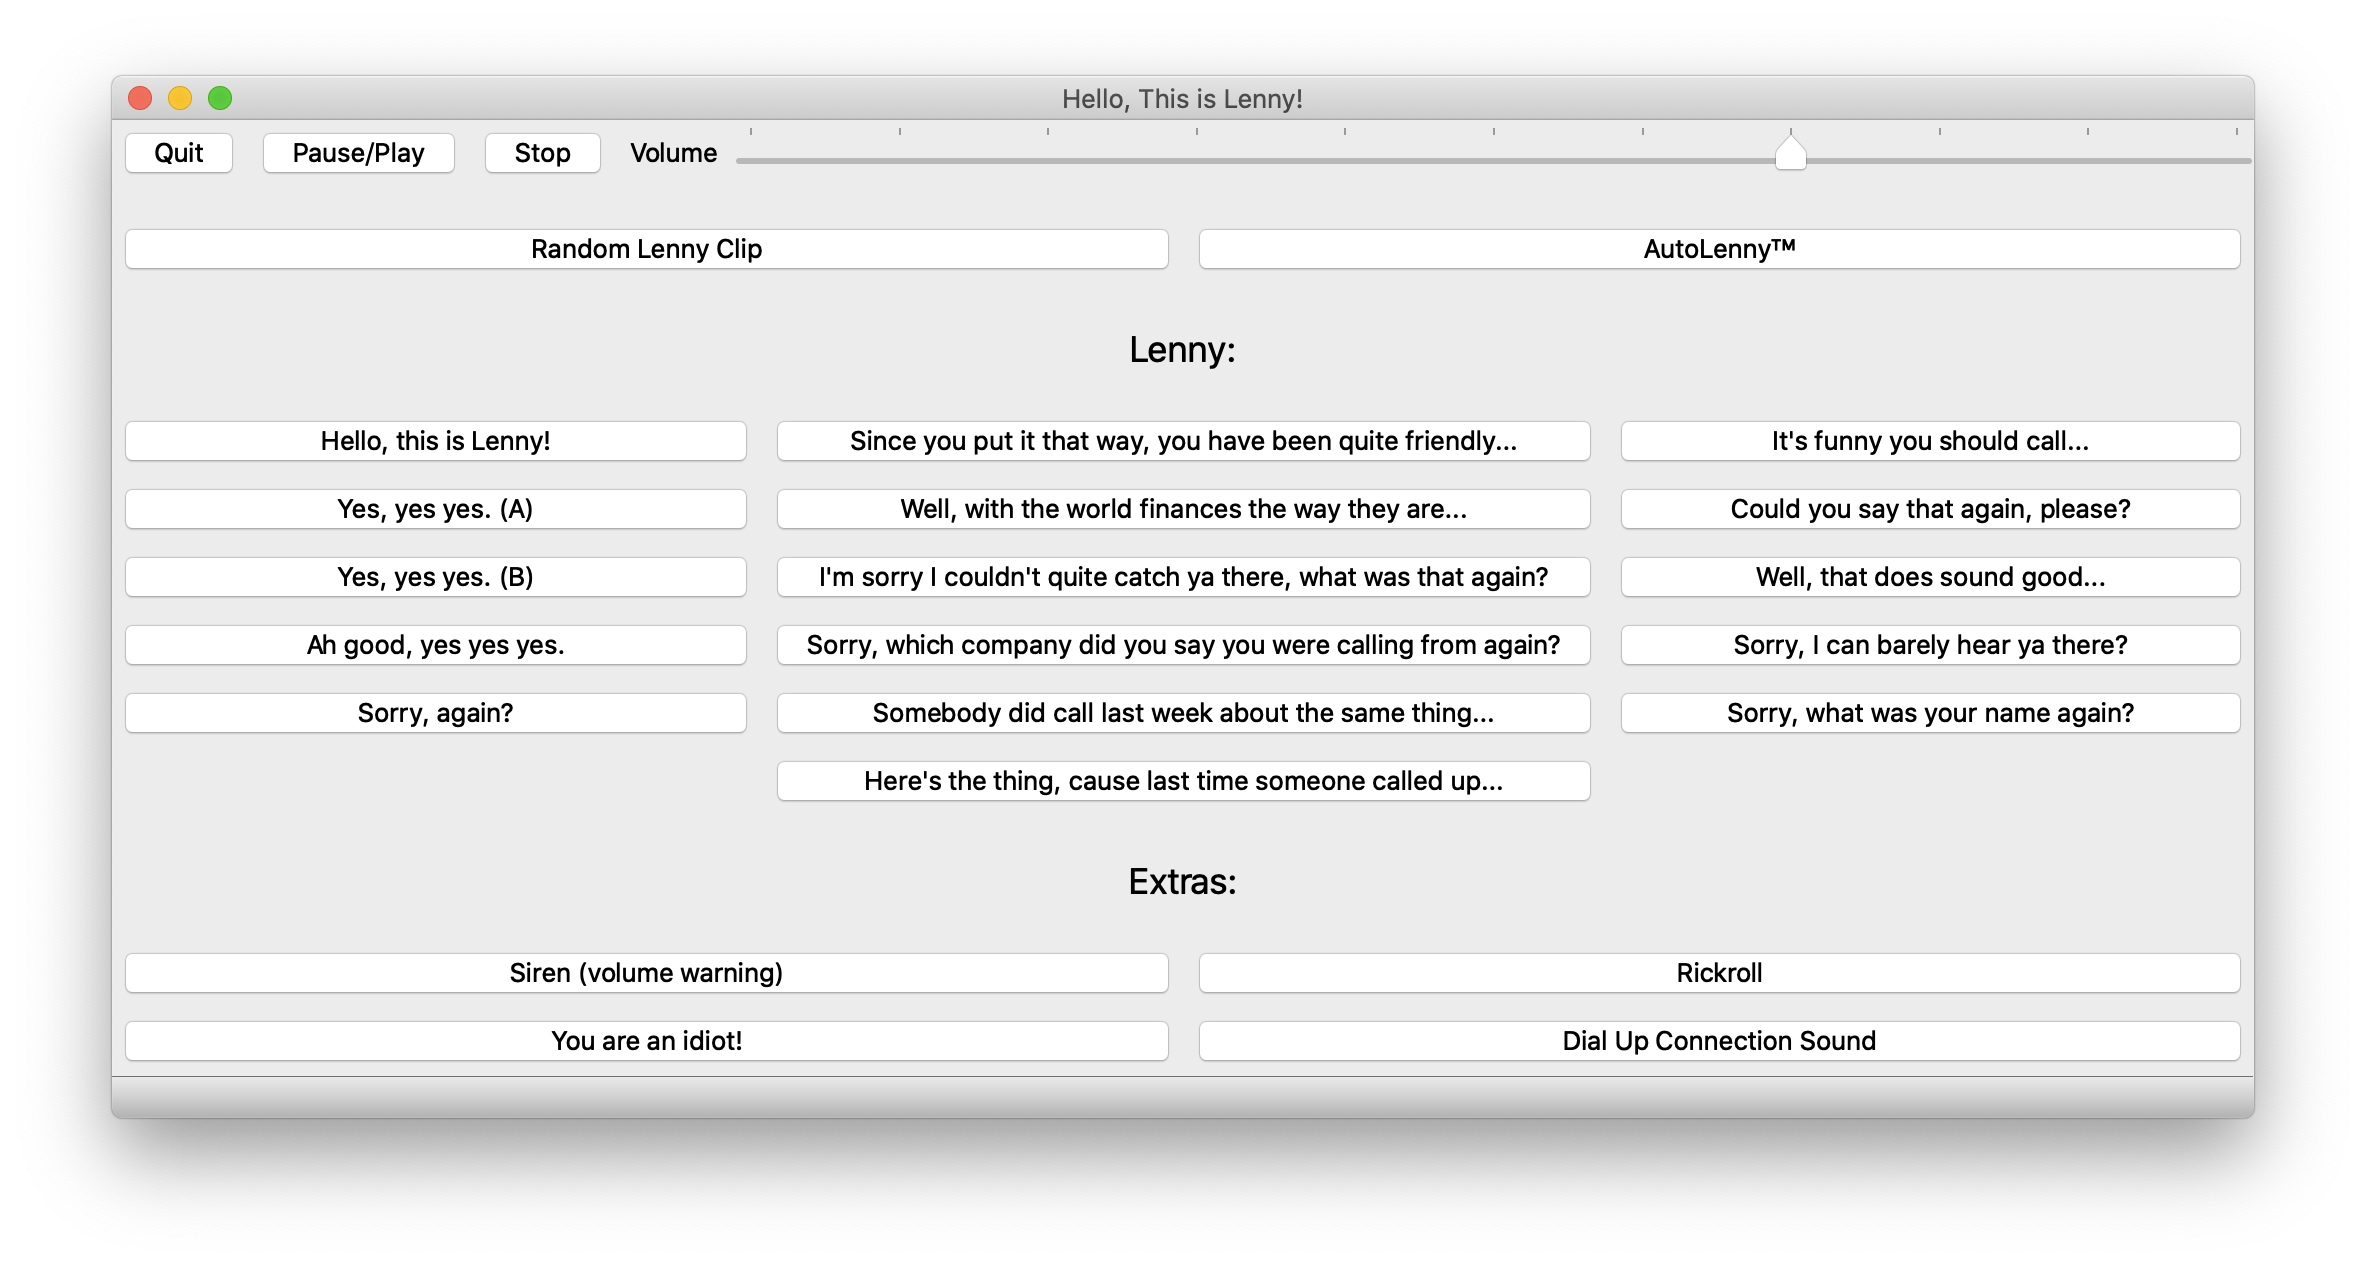 Hello, This is Lenny!
Quit Pause/Play Stop Volume
Random Lenny Clip AutoLenny™
Lenny:
Hello, this is Lenny! Since you put it that way, you have been quite friendly... It's funny you should call...
Yes, yes yes. (A) Well, with the world finances the way they are... Could you say that again, please?
Yes, yes yes. (B) I'm sorry I couldn't quite catch ya there, what was that again? Well, that does sound good...
Ah good, yes yes yes. Sorry, which company did you say you were calling from again? Sorry, I can barely hear ya there?
Sorry, again? Somebody did call last week about the same thing... Sorry, what was your name again?
Here's the thing, cause last time someone called up...
Extras:
Siren (volume warning) Rickroll
You are an idiot! Dial Up Connection Sound